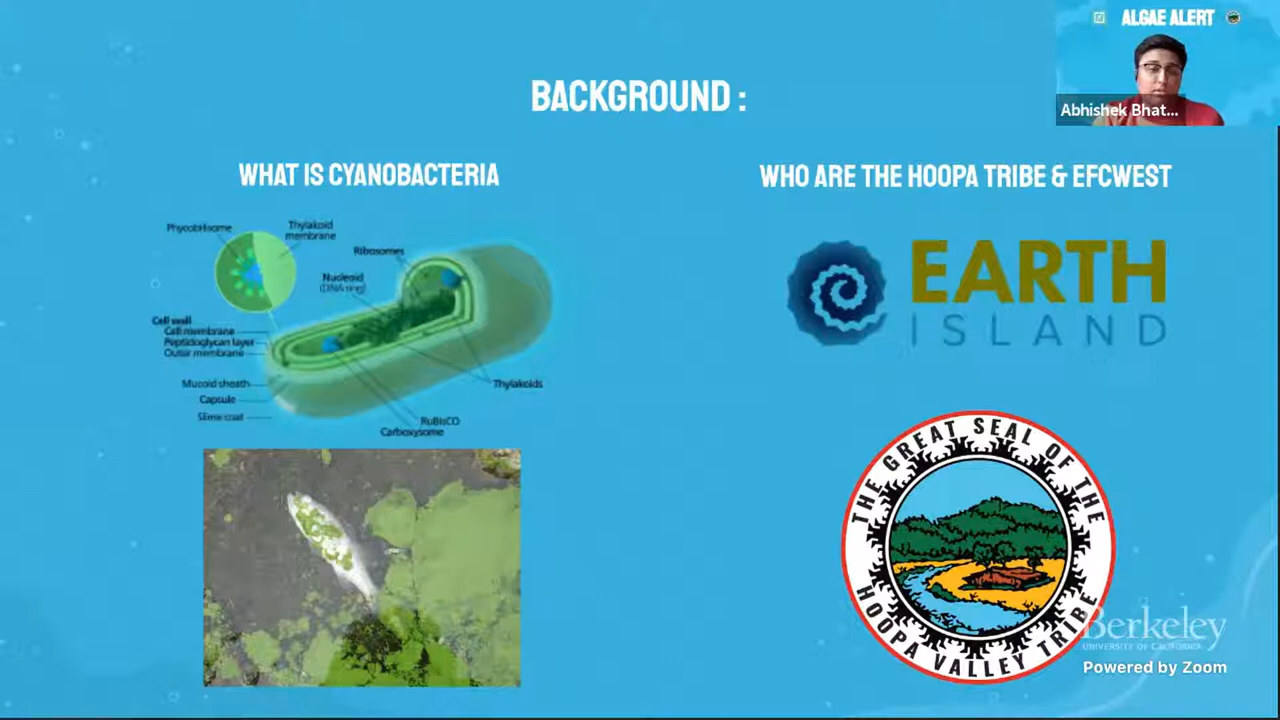 ALGAE ALERT
Abhishek Bhat...
BACKGROUND :
WHAT IS CYANOBACTERIA
Phycobilisome
Thylakoid
membrane
Ribosomes
Nucleoid
(DNA ring)
Cell wall
Cell membrane
Peptidoglycan layer
Outer membrane
Mucoid sheath
Capsule
Slime coat
Thylakoids
RuBisCO
Carboxysome
WHO ARE THE HOOPA TRIBE & EFCWEST
EARTH
ISLAND
THE GREAT SEAL OF THE
HOOPA VALLEY TRIBE
Berkeley
UNIVERSITY OF CALIFORNIA
Powered by Zoom